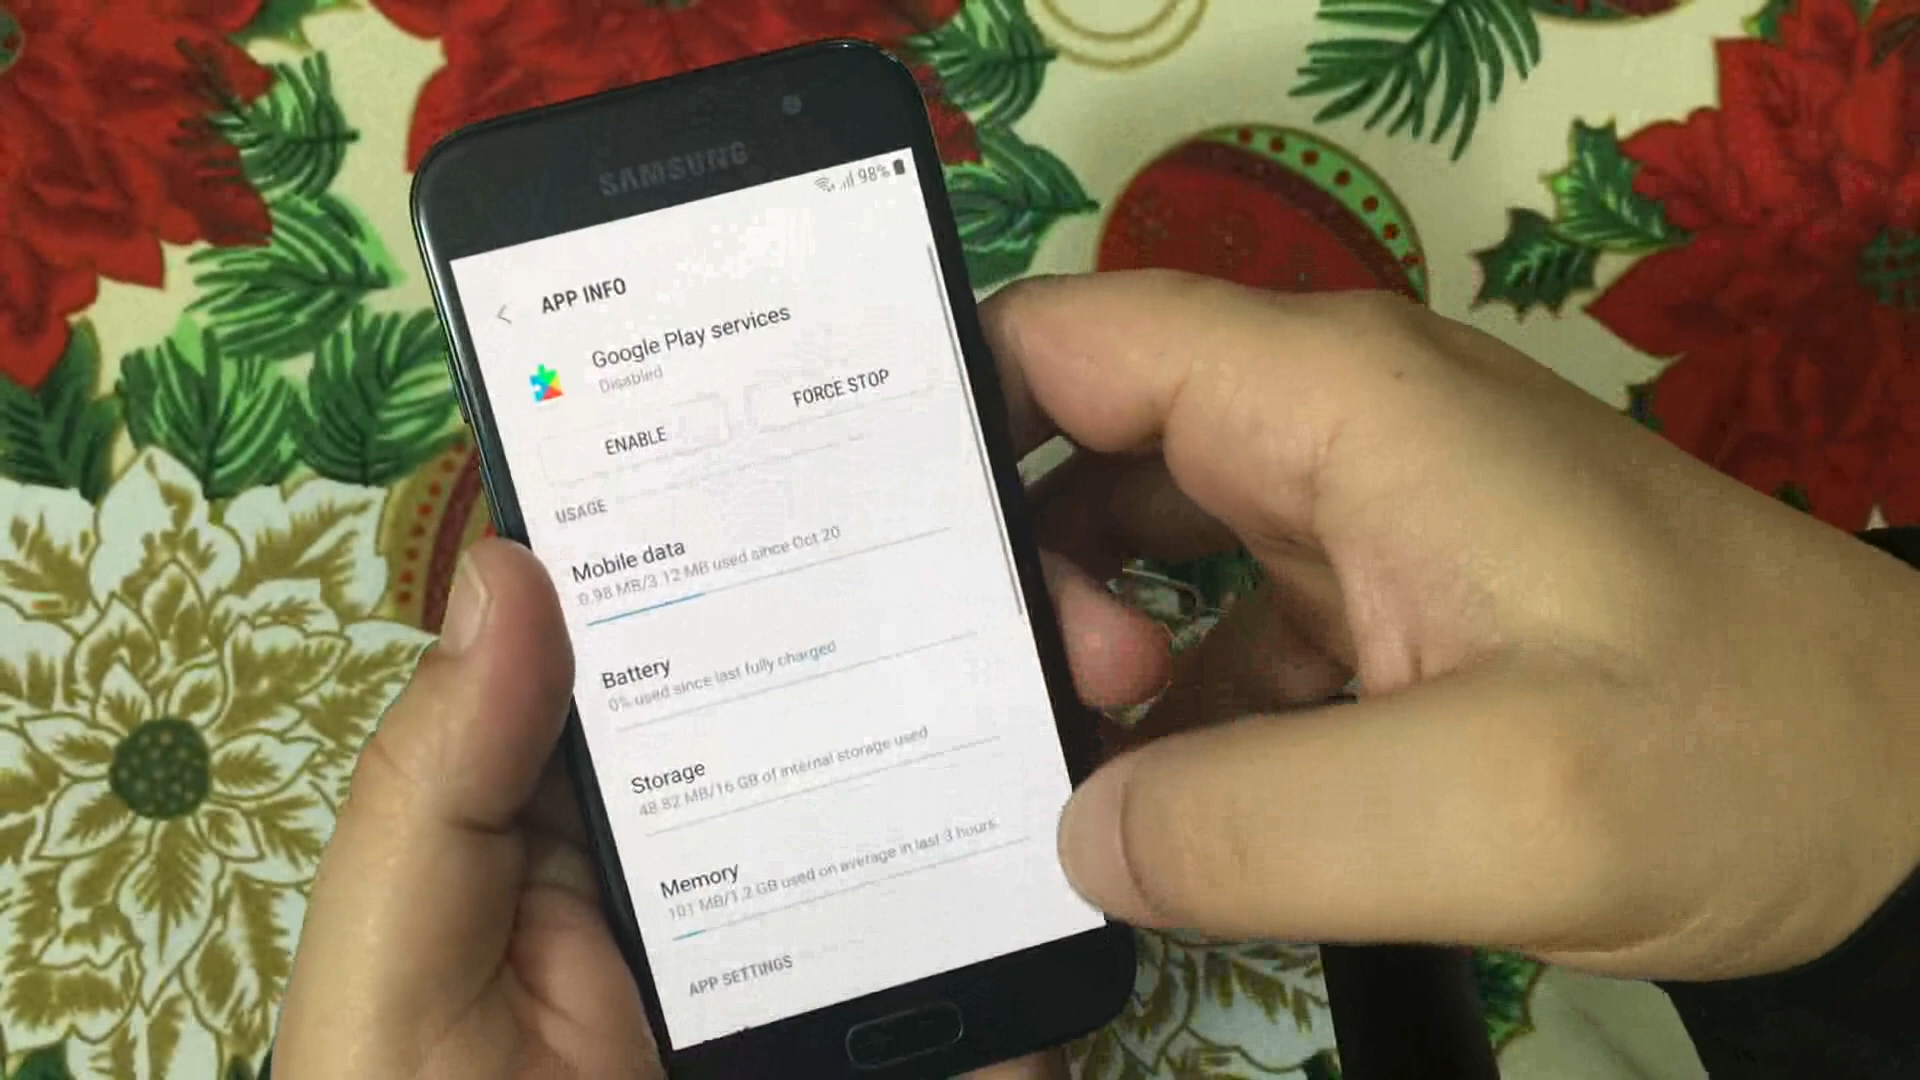 SAMSUNG
98%
APP INFO
Google Play services
Disabled
ENABLE
FORCE STOP
USAGE
Mobile data
0.98 MB/3.12 MB used since Oct 20
Battery
0% used since last fully charged
Storage
48.82 MB/16 GB of internal storage used
Memory
101 MB/1.2 GB used on average in last 3 hours
APP SETTINGS